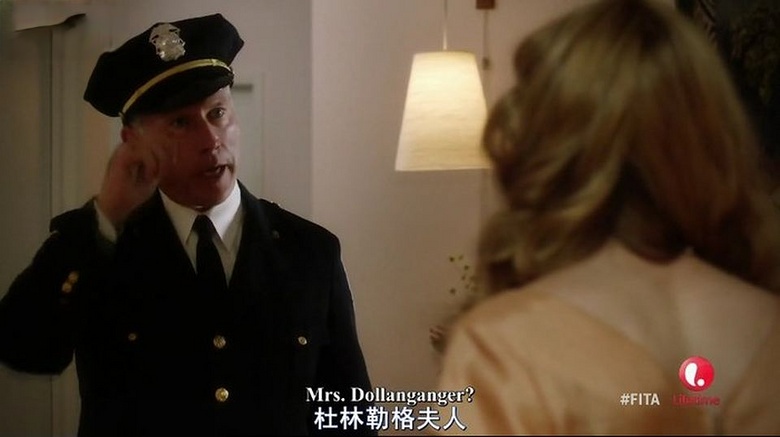 Mrs. Dollanganger?
杜林勒格夫人
#FITA
Lifetime